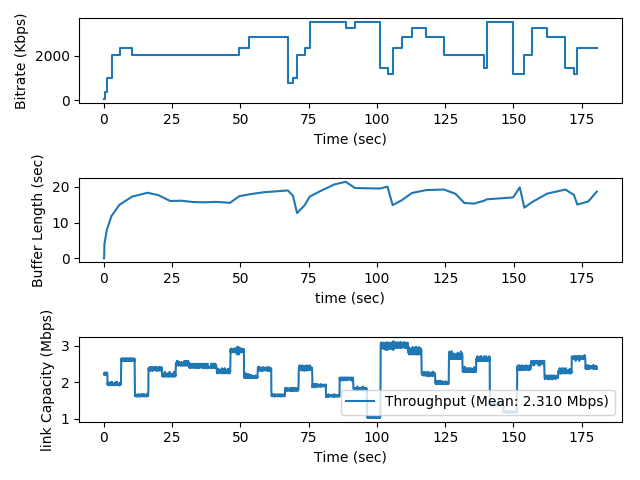 Bitrate (Kbps)
2000
0
0 25 50 75 100 125 150 175
Time (sec)
Buffer Length (sec)
20
10
0
0 25 50 75 100 125 150 175
time (sec)
link Capacity (Mbps)
3
2
1
Throughput (Mean: 2.310 Mbps)
0 25 50 75 100 125 150 175
Time (sec)